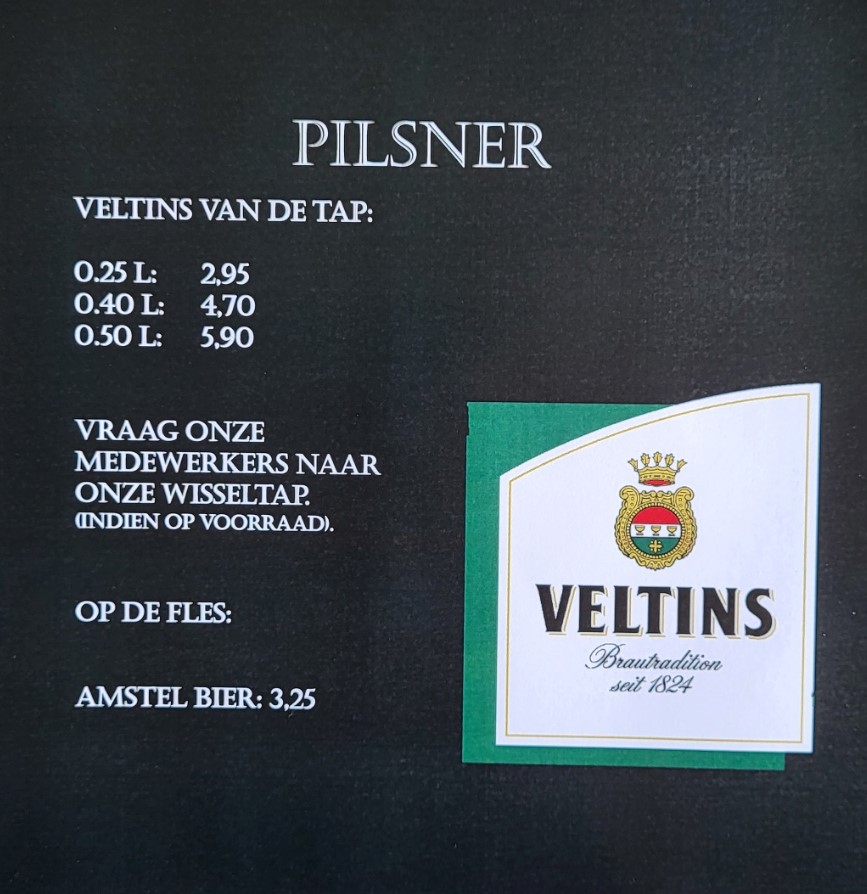 PILSNER
VELTINS VAN DE TAP:
0.25 L: 2,95
0.40 L: 4,70
0.50 L: 5,90
VRAAG ONZE
MEDEWERKERS NAAR
ONZE WISSELTAP.
(INDIEN OP VOORRAAD).
OP DE FLES:
AMSTEL BIER: 3,25
VELTINS
Brautradition
seit 1824